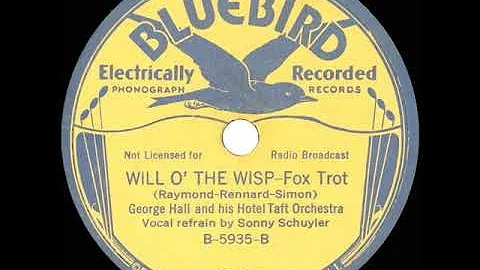 BLUEBIRD
Electrically Recorded
PHONOGRAPH RECORDS
Not Licensed for Radio Broadcast
WILL O' THE WISP-Fox Trot
(Raymond-Rennard-Simon)
George Hall and his Hotel Taft Orchestra
Vocal refrain by Sonny Schuyler
B-5935-B